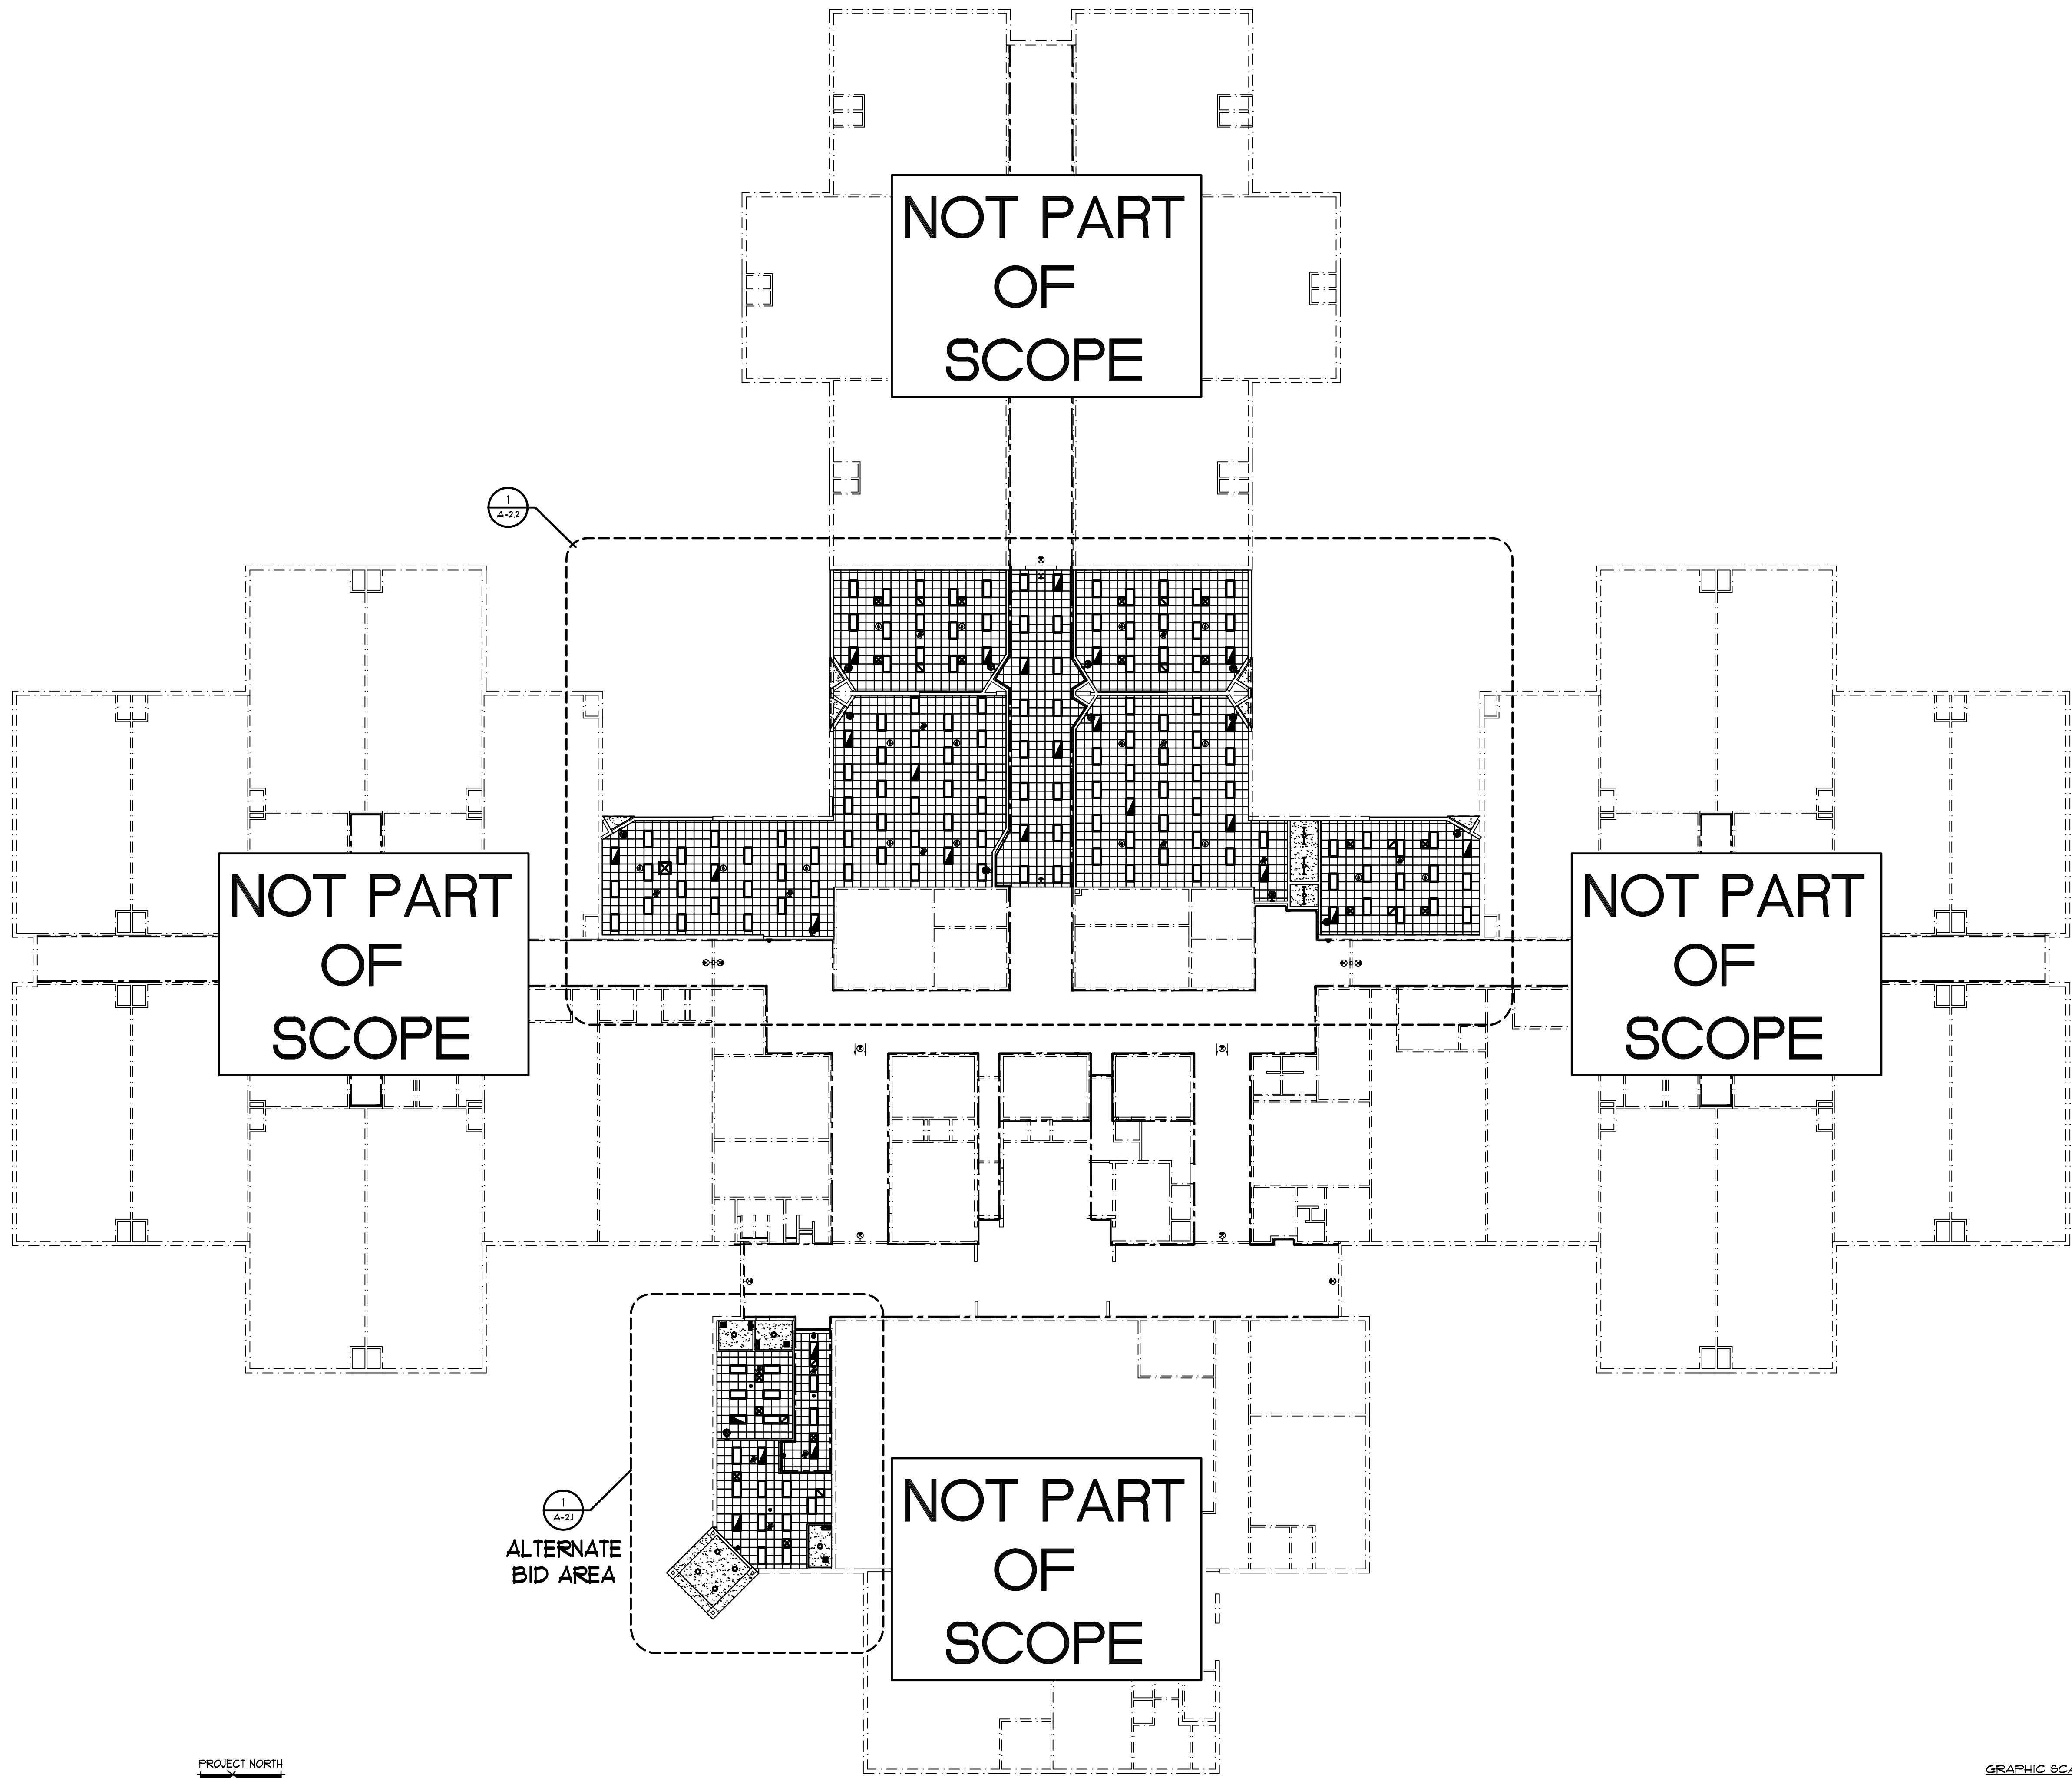 NOT PART
OF
SCOPE
1
A-2.2
NOT PART
OF
SCOPE
NOT PART
OF
SCOPE
1
A-2.1
ALTERNATE
BID AREA
NOT PART
OF
SCOPE
PROJECT NORTH
GRAPHIC